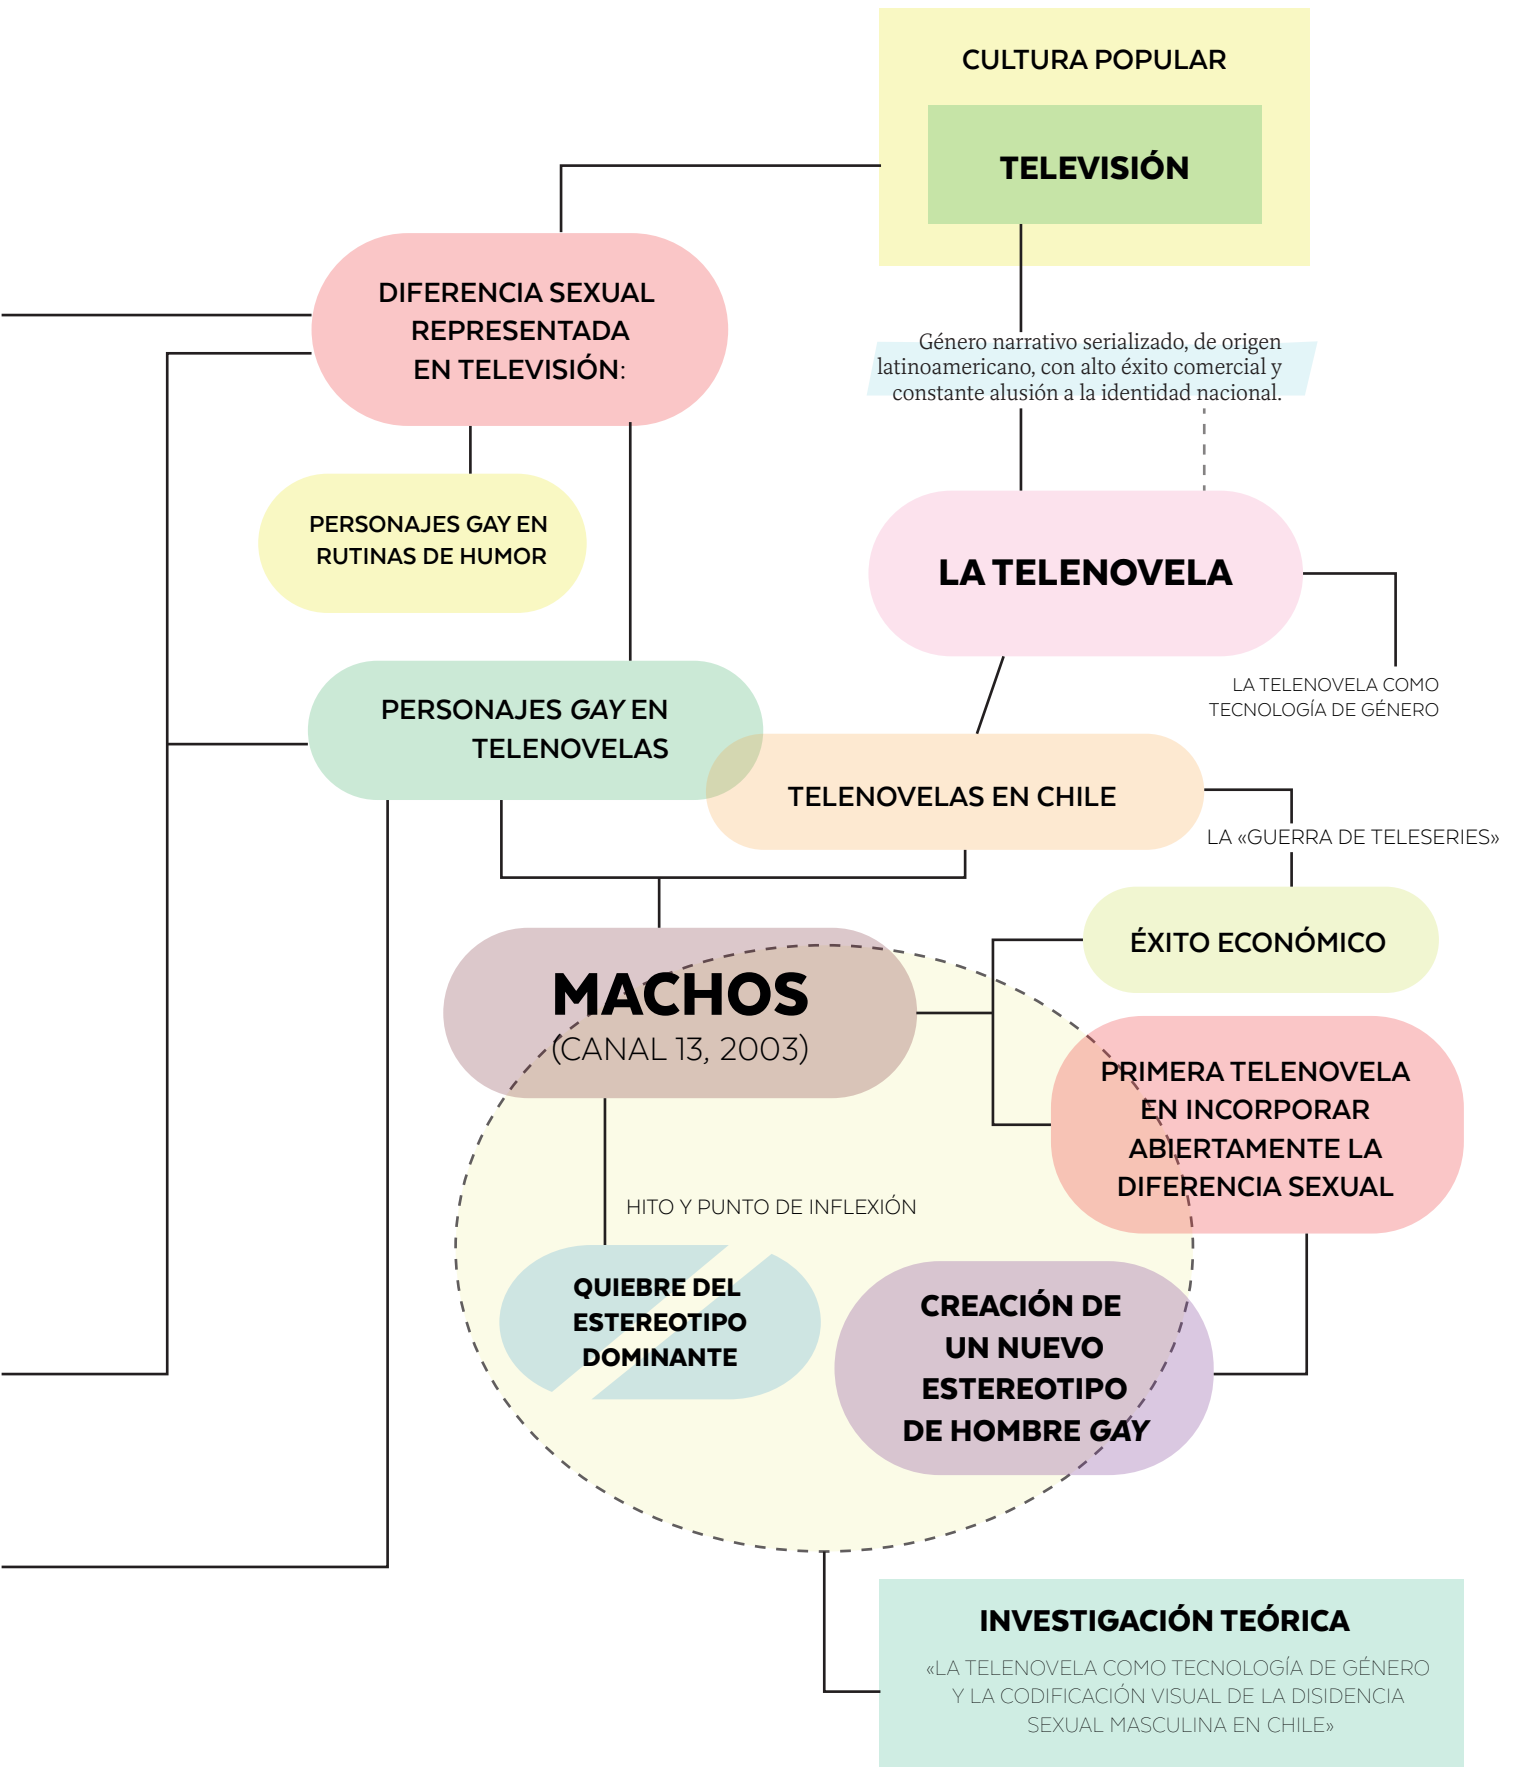 CULTURA POPULAR
TELEVISIÓN
DIFERENCIA SEXUAL
REPRESENTADA
EN TELEVISIÓN:
Género narrativo serializado, de origen
latinoamericano, con alto éxito comercial y
constante alusión a la identidad nacional.
PERSONAJES GAY EN
RUTINAS DE HUMOR
LA TELENOVELA
LA TELENOVELA COMO
TECNOLOGÍA DE GÉNERO
PERSONAJES GAY EN
TELENOVELAS
TELENOVELAS EN CHILE
LA «GUERRA DE TELESERIES»
ÉXITO ECONÓMICO
MACHOS
(CANAL 13, 2003)
PRIMERA TELENOVELA
EN INCORPORAR
ABIERTAMENTE LA
DIFERENCIA SEXUAL
HITO Y PUNTO DE INFLEXIÓN
QUIEBRE DEL
ESTEREOTIPO
DOMINANTE
CREACIÓN DE
UN NUEVO
ESTEREOTIPO
DE HOMBRE GAY
INVESTIGACIÓN TEÓRICA
«LA TELENOVELA COMO TECNOLOGÍA DE GÉNERO
Y LA CODIFICACIÓN VISUAL DE LA DISIDENCIA
SEXUAL MASCULINA EN CHILE»